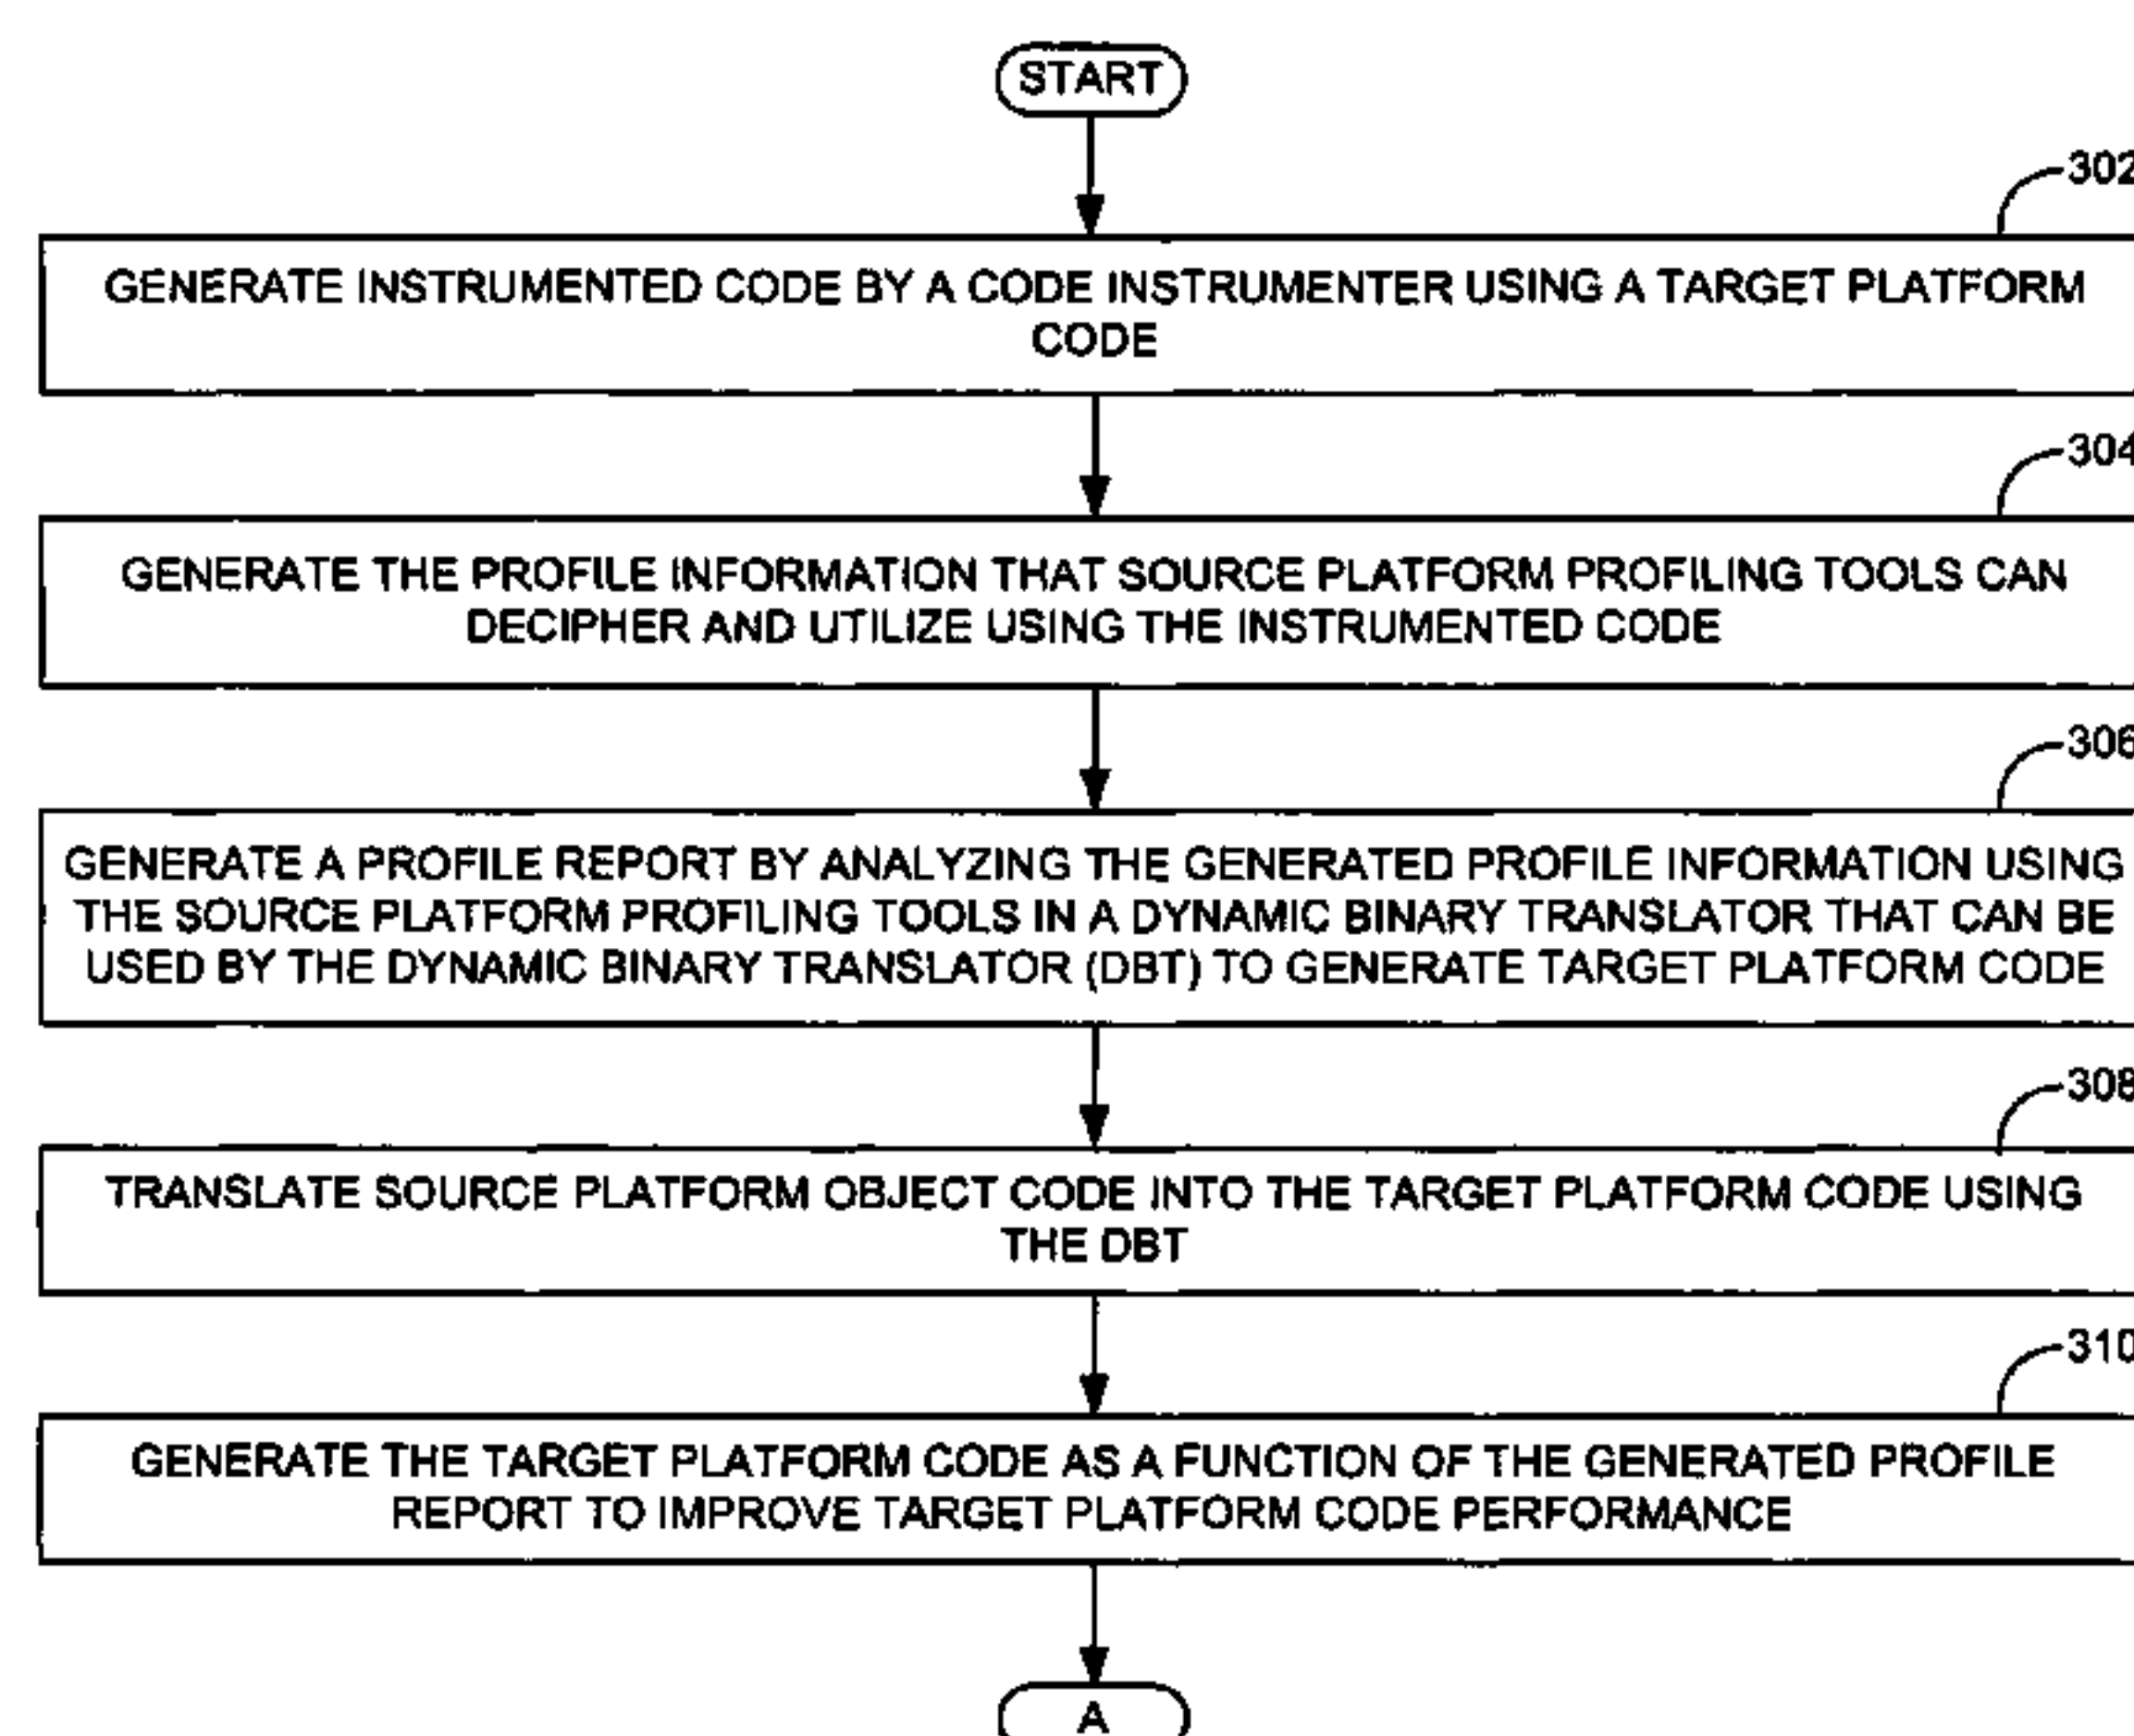 START
302
GENERATE INSTRUMENTED CODE BY A CODE INSTRUMENTER USING A TARGET PLATFORM
CODE
304
GENERATE THE PROFILE INFORMATION THAT SOURCE PLATFORM PROFILING TOOLS CAN
DECIPHER AND UTILIZE USING THE INSTRUMENTED CODE
306
GENERATE A PROFILE REPORT BY ANALYZING THE GENERATED PROFILE INFORMATION USING
THE SOURCE PLATFORM PROFILING TOOLS IN A DYNAMIC BINARY TRANSLATOR THAT CAN BE
USED BY THE DYNAMIC BINARY TRANSLATOR (DBT) TO GENERATE TARGET PLATFORM CODE
308
TRANSLATE SOURCE PLATFORM OBJECT CODE INTO THE TARGET PLATFORM CODE USING
THE DBT
310
GENERATE THE TARGET PLATFORM CODE AS A FUNCTION OF THE GENERATED PROFILE
REPORT TO IMPROVE TARGET PLATFORM CODE PERFORMANCE
A